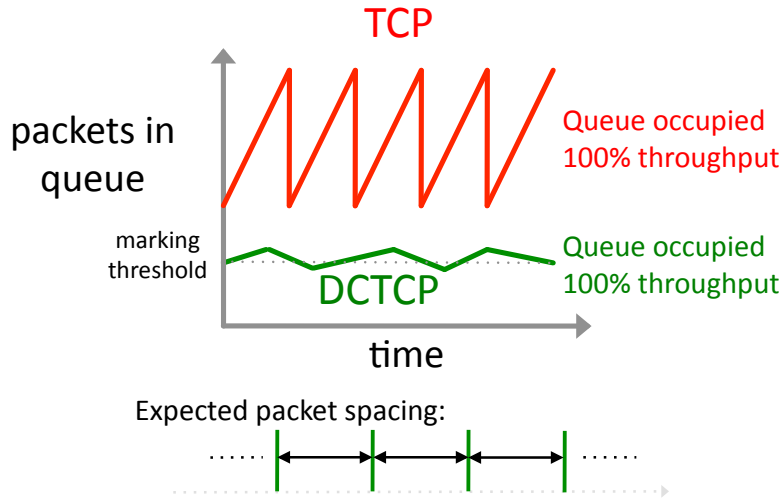 TCP
packets in
queue
Queue occupied
100% throughput
marking
threshold
Queue occupied
100% throughput
DCTCP
time
Expected packet spacing: